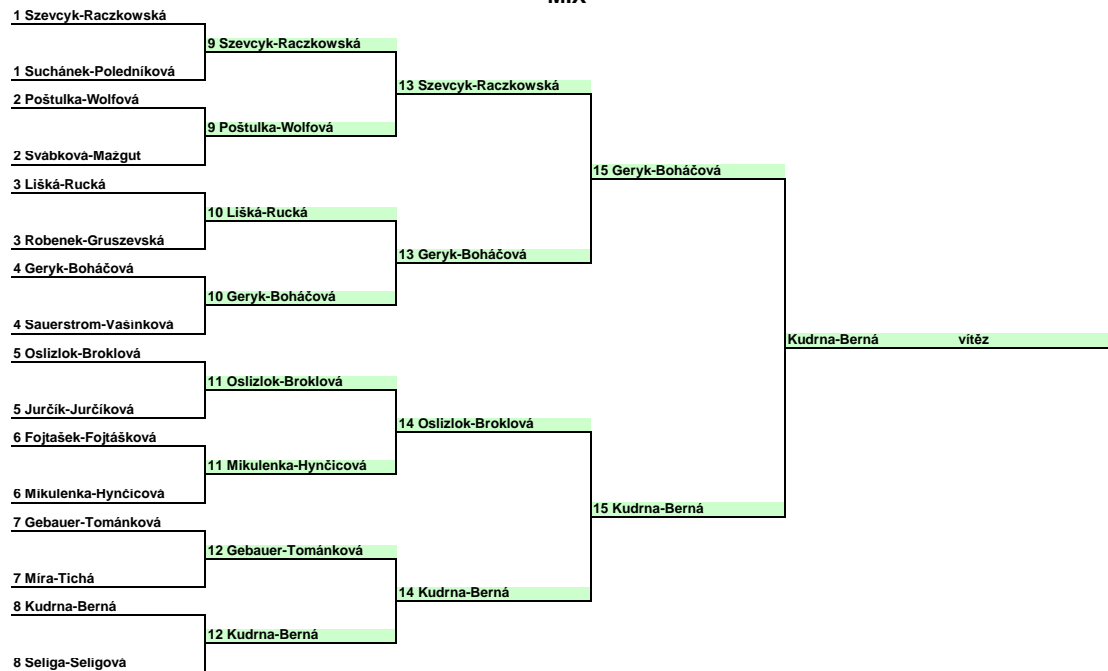 MIX
1 Szevcyk-Raczkowská
9 Szevcyk-Raczkowská
1 Suchánek-Poledníková
13 Szevcyk-Raczkowská
2 Poštulka-Wolfová
9 Poštulka-Wolfová
2 Svábková-Mazgut
15 Geryk-Boháčová
3 Lišká-Rucká
10 Lišká-Rucká
3 Robenek-Gruszevská
13 Geryk-Boháčová
4 Geryk-Boháčová
10 Geryk-Boháčová
4 Sauerstrom-Vašinková
Kudrna-Berná vítěz
5 Oslizlok-Broklová
11 Oslizlok-Broklová
5 Jurčík-Jurčíková
14 Oslizlok-Broklová
6 Fojtašek-Fojtášková
11 Mikulenka-Hynčicová
6 Mikulenka-Hynčicová
15 Kudrna-Berná
7 Gebauer-Tománková
12 Gebauer-Tománková
7 Míra-Tichá
14 Kudrna-Berná
8 Kudrna-Berná
12 Kudrna-Berná
8 Seliga-Seligová